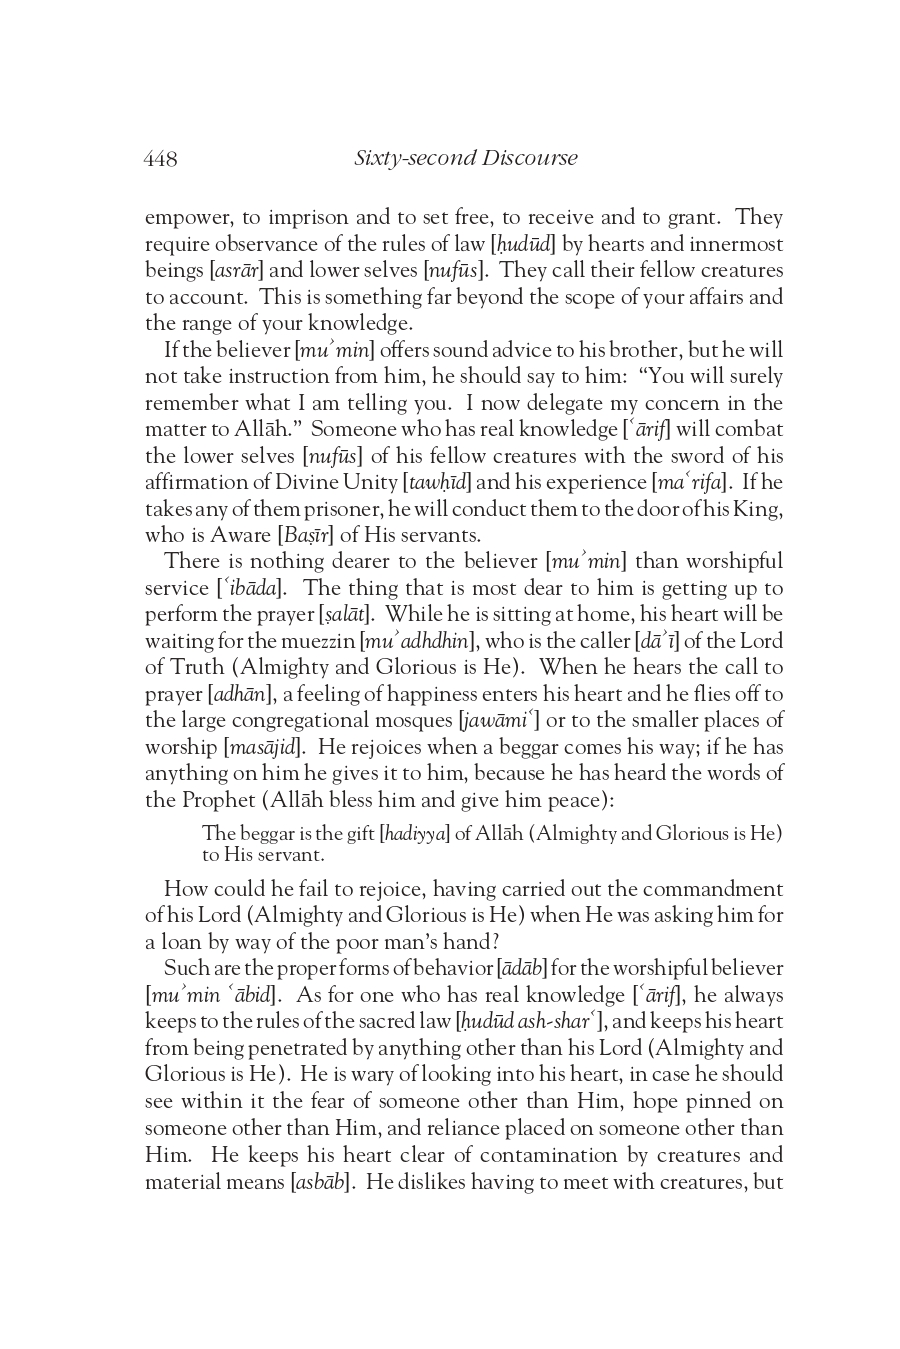 448 Sixty-second Discourse
empower, to imprison and to set free, to receive and to grant. They
require observance of the rules of law [ḥudūd] by hearts and innermost
beings [asrār] and lower selves [nufūs]. They call their fellow creatures
to account. This is something far beyond the scope of your affairs and
the range of your knowledge.
If the believer [muʾmin] offers sound advice to his brother, but he will
not take instruction from him, he should say to him: “You will surely
remember what I am telling you. I now delegate my concern in the
matter to Allāh.” Someone who has real knowledge [ʿārif] will combat
the lower selves [nufūs] of his fellow creatures with the sword of his
affirmation of Divine Unity [tawḥīd] and his experience [maʿrifa]. If he
takes any of them prisoner, he will conduct them to the door of his King,
who is Aware [Baṣīr] of His servants.
There is nothing dearer to the believer [muʾmin] than worshipful
service [ʿibāda]. The thing that is most dear to him is getting up to
perform the prayer [ṣalāt]. While he is sitting at home, his heart will be
waiting for the muezzin [muʾadhdhin], who is the caller [dāʾī] of the Lord
of Truth (Almighty and Glorious is He). When he hears the call to
prayer [adhān], a feeling of happiness enters his heart and he flies off to
the large congregational mosques [jawāmiʿ] or to the smaller places of
worship [masājid]. He rejoices when a beggar comes his way; if he has
anything on him he gives it to him, because he has heard the words of
the Prophet (Allāh bless him and give him peace):
The beggar is the gift [hadiyya] of Allāh (Almighty and Glorious is He)
to His servant.
How could he fail to rejoice, having carried out the commandment
of his Lord (Almighty and Glorious is He) when He was asking him for
a loan by way of the poor man’s hand?
Such are the proper forms of behavior [ādāb] for the worshipful believer
[muʾmin ʿābid]. As for one who has real knowledge [ʿārif], he always
keeps to the rules of the sacred law [ḥudūd ash-sharʿ], and keeps his heart
from being penetrated by anything other than his Lord (Almighty and
Glorious is He). He is wary of looking into his heart, in case he should
see within it the fear of someone other than Him, hope pinned on
someone other than Him, and reliance placed on someone other than
Him. He keeps his heart clear of contamination by creatures and
material means [asbāb]. He dislikes having to meet with creatures, but